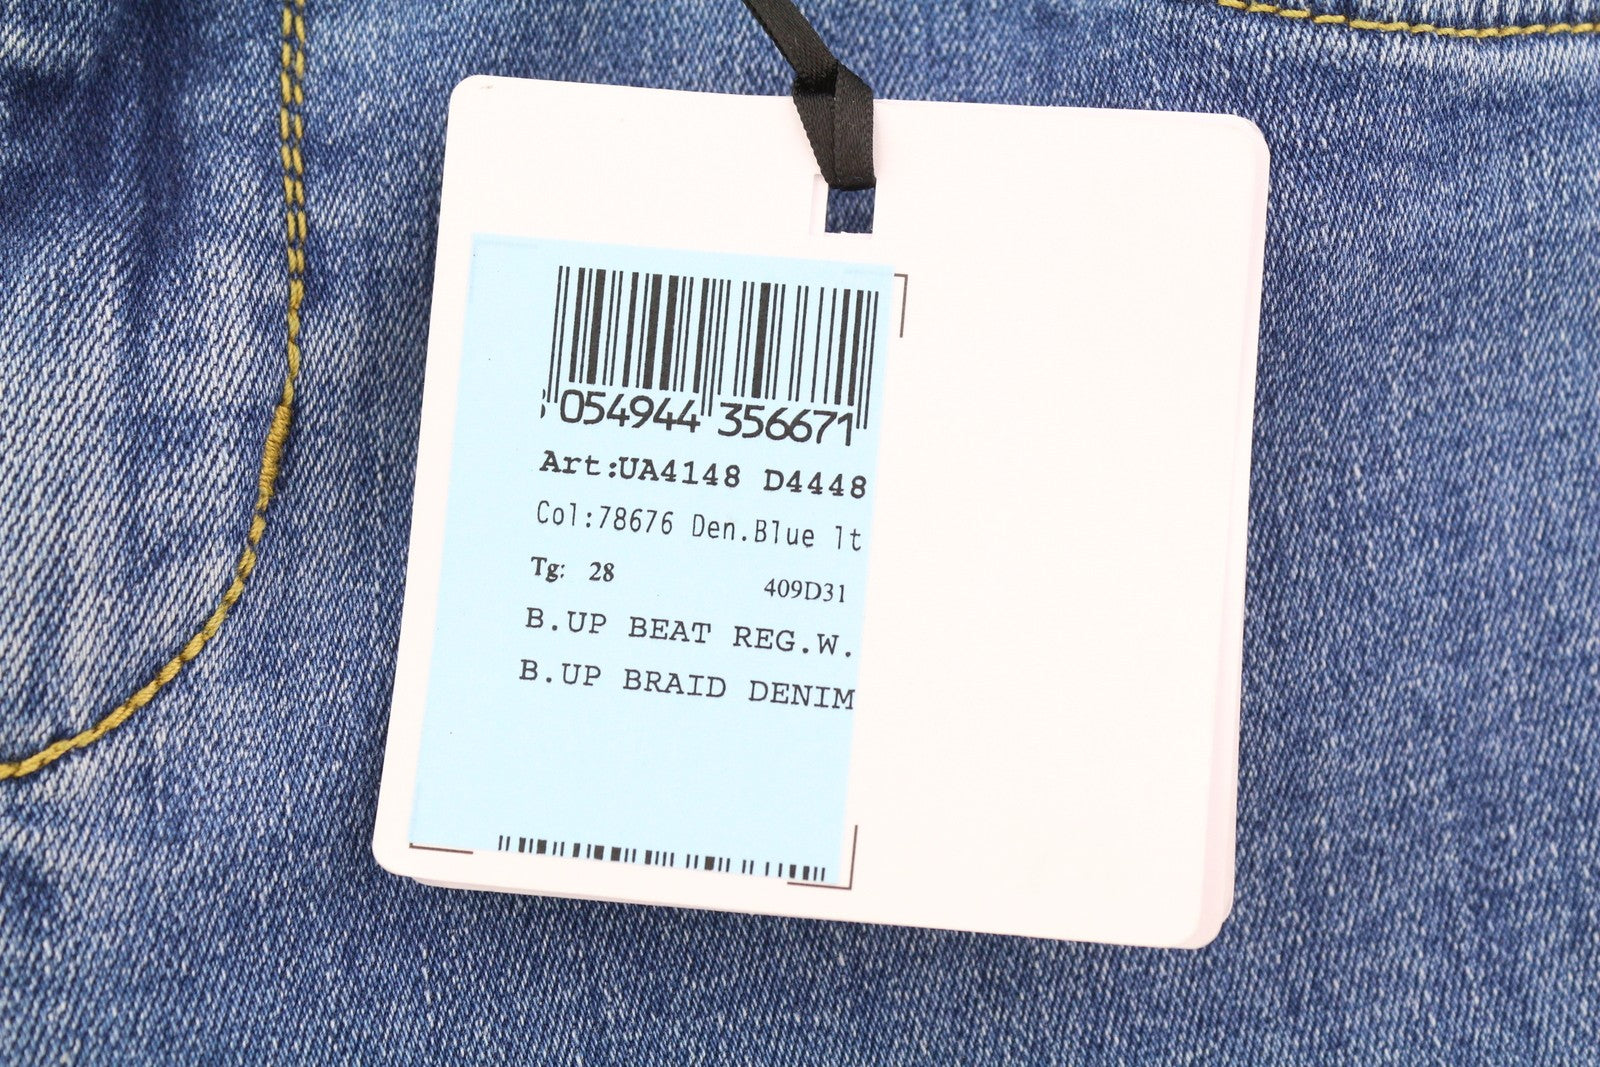 054944 356671
Art:UA4148 D4448
Col:78676 Den.Blue lt
Tg: 28 409D31
B.UP BEAT REG.W.
B.UP BRAID DENIM